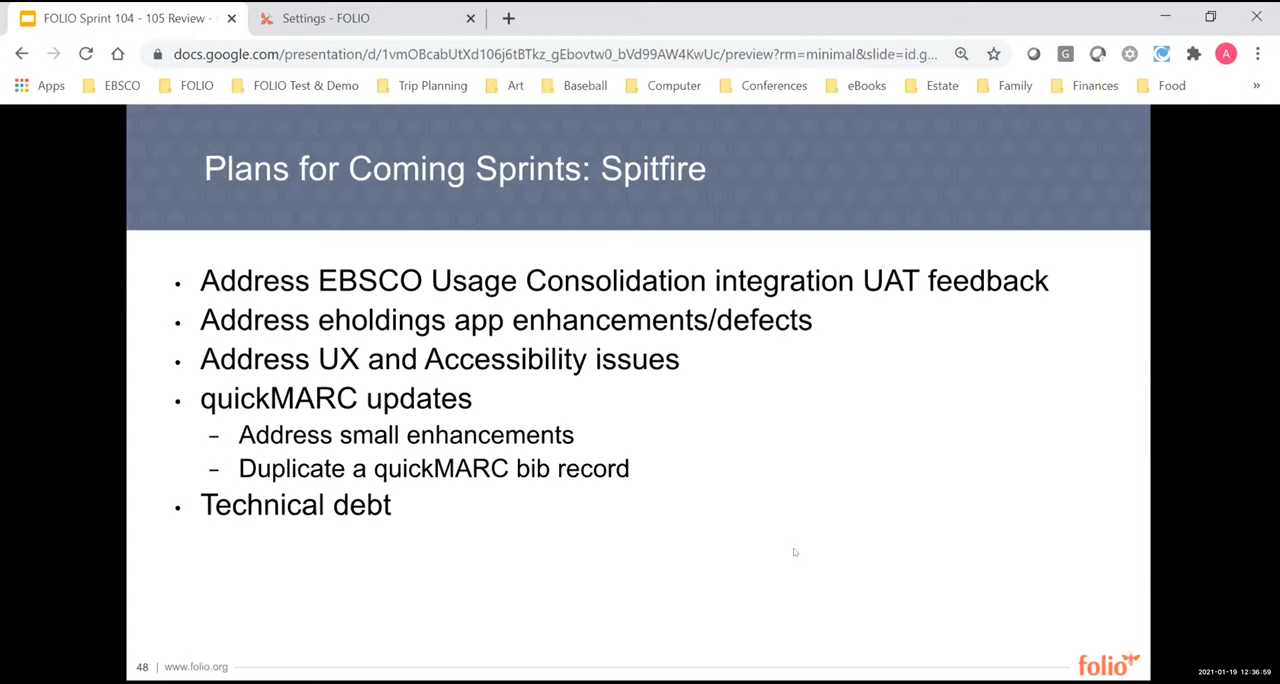 FOLIO Sprint 104 - 105 Review -
Settings - FOLIO
docs.google.com/presentation/d/1vmOBcabUtXd106j6tBTkz_gEbovtw0_bVd99AW4KwUc/preview?rm=minimal&slide=id.g...
G
A
Apps
EBSCO
FOLIO
FOLIO Test & Demo
Trip Planning
Art
Baseball
Computer
Conferences
eBooks
Estate
Family
Finances
Food
»
Plans for Coming Sprints: Spitfire
• Address EBSCO Usage Consolidation integration UAT feedback
• Address eholdings app enhancements/defects
• Address UX and Accessibility issues
• quickMARC updates
– Address small enhancements
– Duplicate a quickMARC bib record
• Technical debt
48 | www.folio.org
folio
2021-01-19 12:36:59